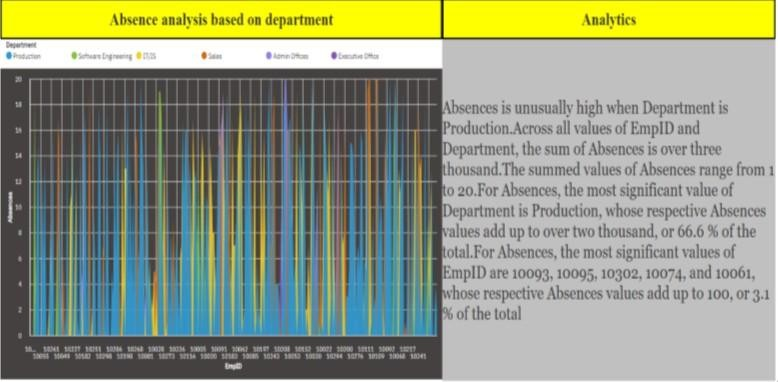 Absence analysis based on department
Analytics
Department
Production
Software Engineering
IT/IS
Sales
Admin Offices
Executive Office
20
18
16
14
12
10
8
6
4
2
0
Absences
EmpID
Absences is unusually high when Department is
Production.Across all values of EmpID and
Department, the sum of Absences is over three
thousand.The summed values of Absences range from 1
to 20.For Absences, the most significant value of
Department is Production, whose respective Absences
values add up to over two thousand, or 66.6 % of the
total.For Absences, the most significant values of
EmpID are 10093, 10095, 10302, 10074, and 10061,
whose respective Absences values add up to 100, or 3.1
% of the total